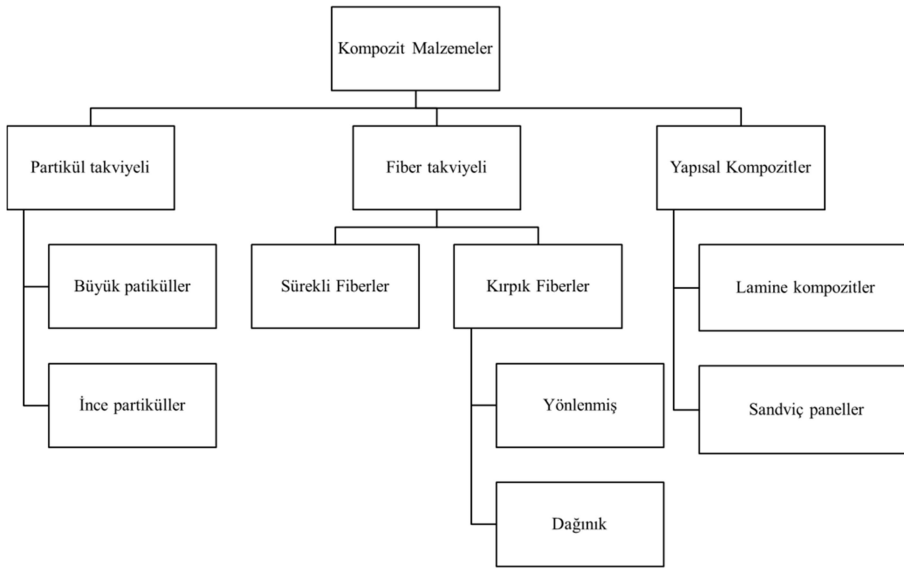 Kompozit Malzemeler
Partikül takviyeli
Fiber takviyeli
Yapısal Kompozitler
Büyük patiküller
Sürekli Fiberler
Kırpık Fiberler
Lamine kompozitler
İnce partiküller
Yönlenmiş
Sandviç paneller
Dağınık